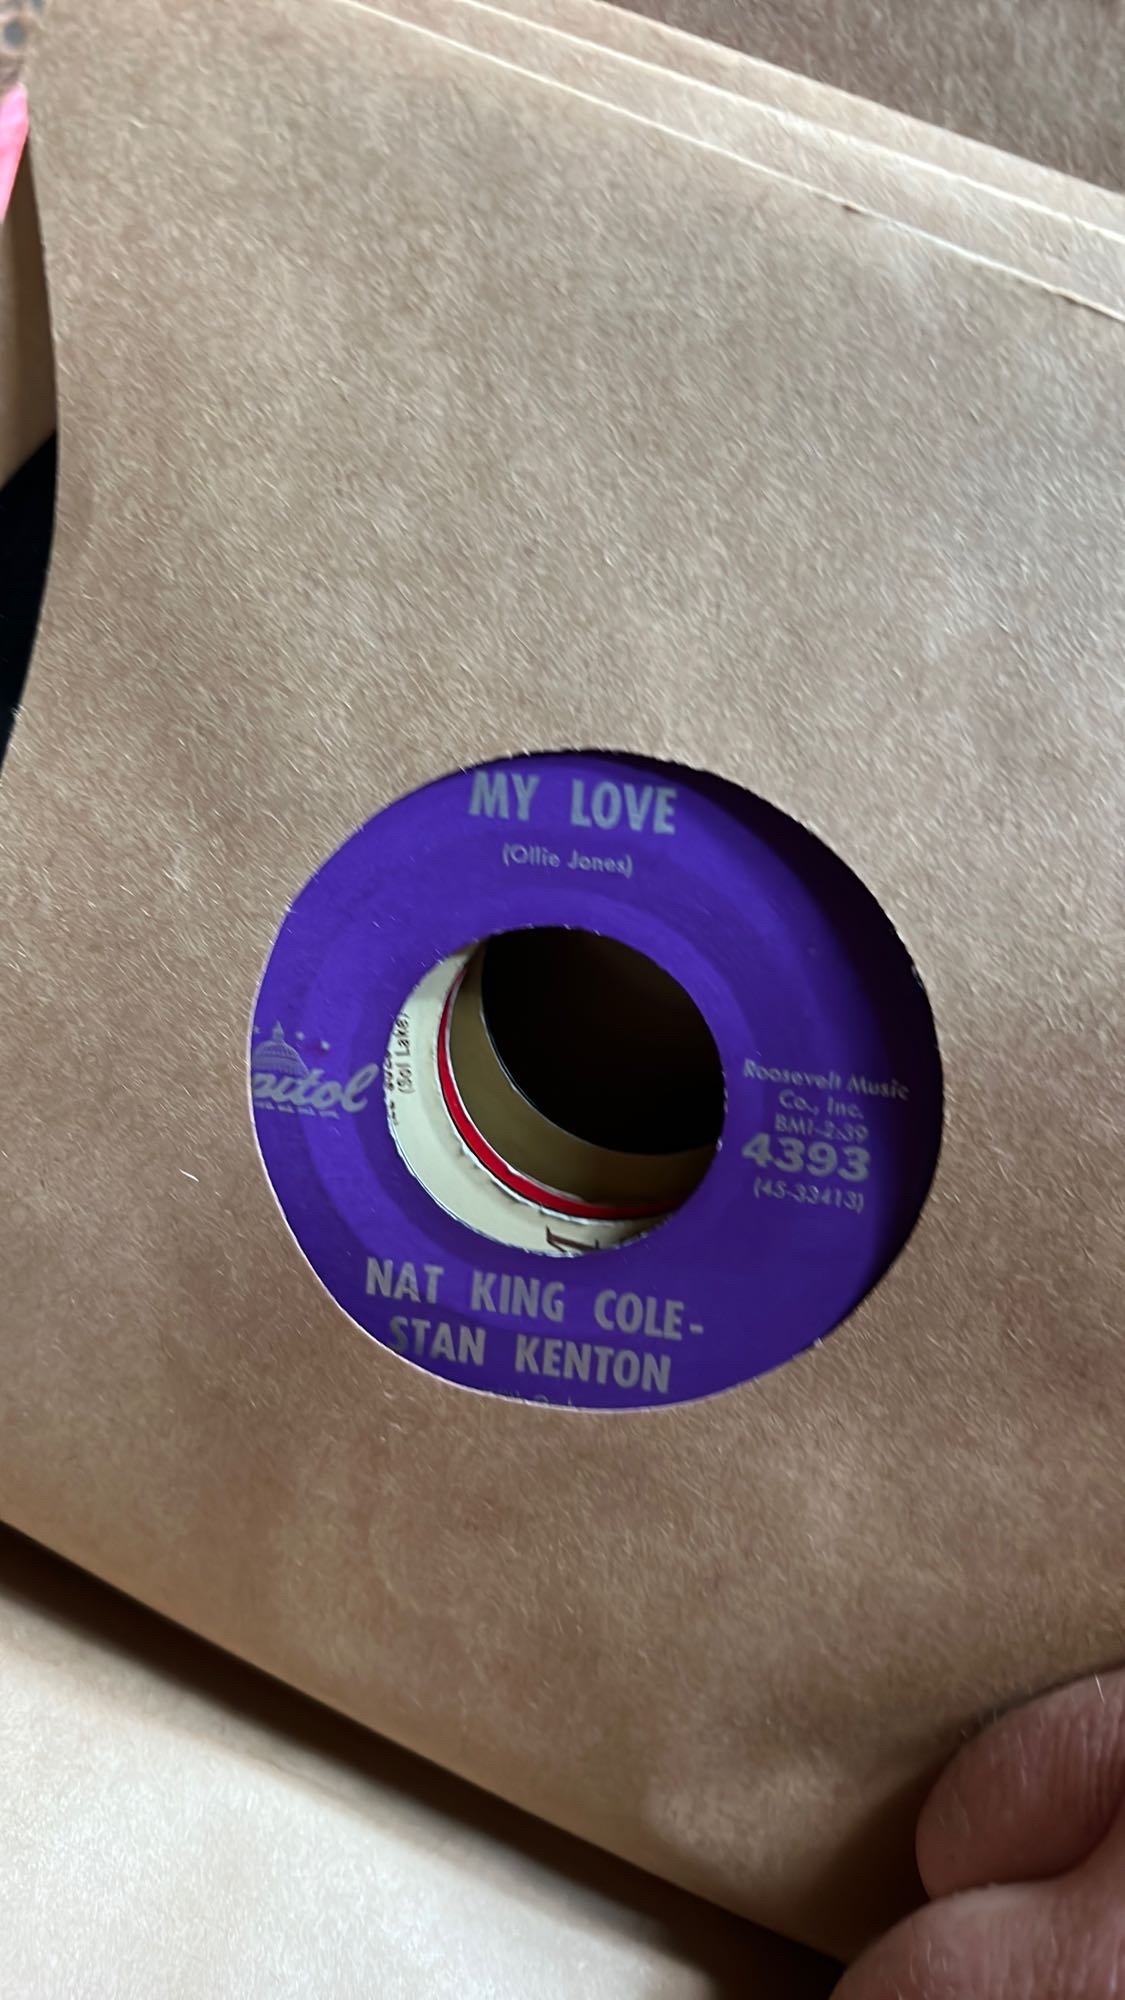 MY LOVE
(Ollie Jones)
pitol
(Sol Lake)
Roosevelt Music
Co., Inc.
BMI-2:39
4393
(45-33413)
NAT KING COLE-
STAN KENTON